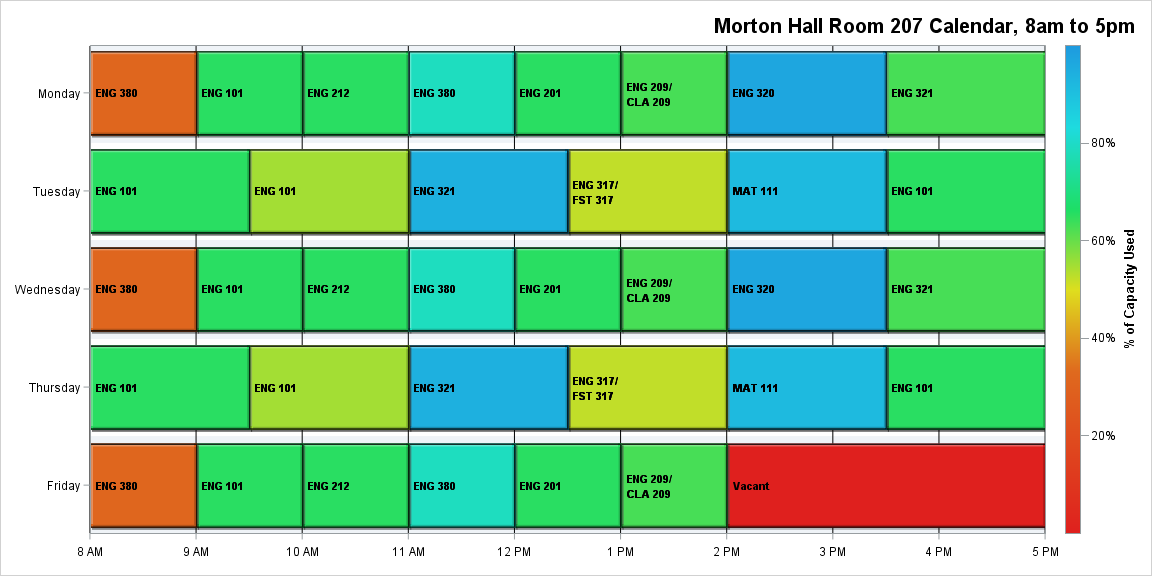 Morton Hall Room 207 Calendar, 8am to 5pm
Monday
ENG 380
ENG 101
ENG 212
ENG 380
ENG 201
ENG 209/
CLA 209
ENG 320
ENG 321
Tuesday
ENG 101
ENG 101
ENG 321
ENG 317/
FST 317
MAT 111
ENG 101
Wednesday
ENG 380
ENG 101
ENG 212
ENG 380
ENG 201
ENG 209/
CLA 209
ENG 320
ENG 321
Thursday
ENG 101
ENG 101
ENG 321
ENG 317/
FST 317
MAT 111
ENG 101
Friday
ENG 380
ENG 101
ENG 212
ENG 380
ENG 201
ENG 209/
CLA 209
Vacant
8 AM
9 AM
10 AM
11 AM
12 PM
1 PM
2 PM
3 PM
4 PM
5 PM
80%
60%
40%
20%
% of Capacity Used